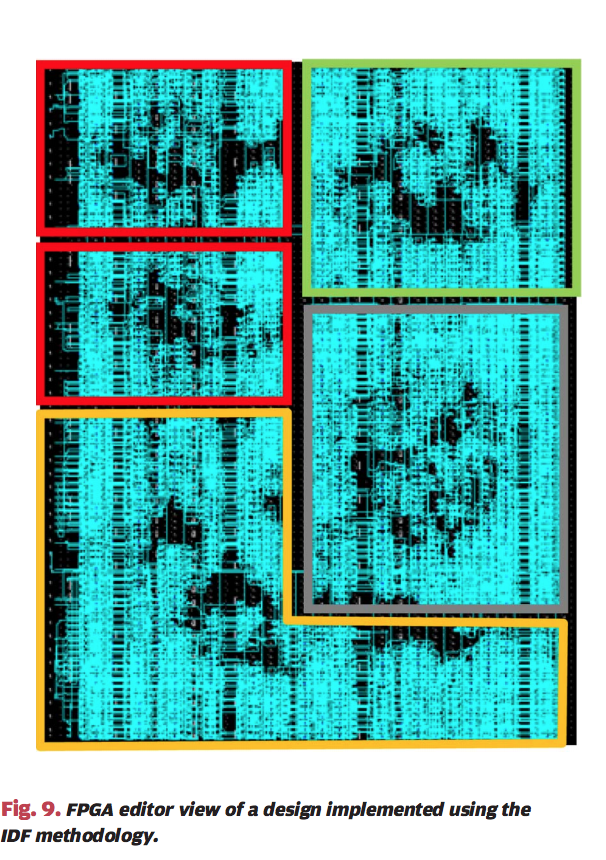 Fig. 9. FPGA editor view of a design implemented using the
IDF methodology.